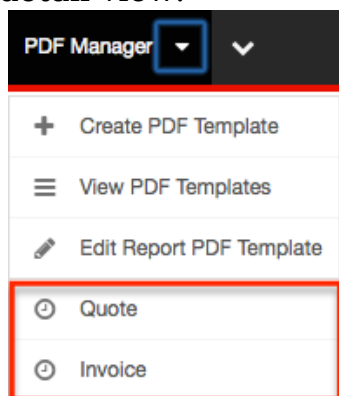 PDF Manager
Create PDF Template
View PDF Templates
Edit Report PDF Template
Quote
Invoice